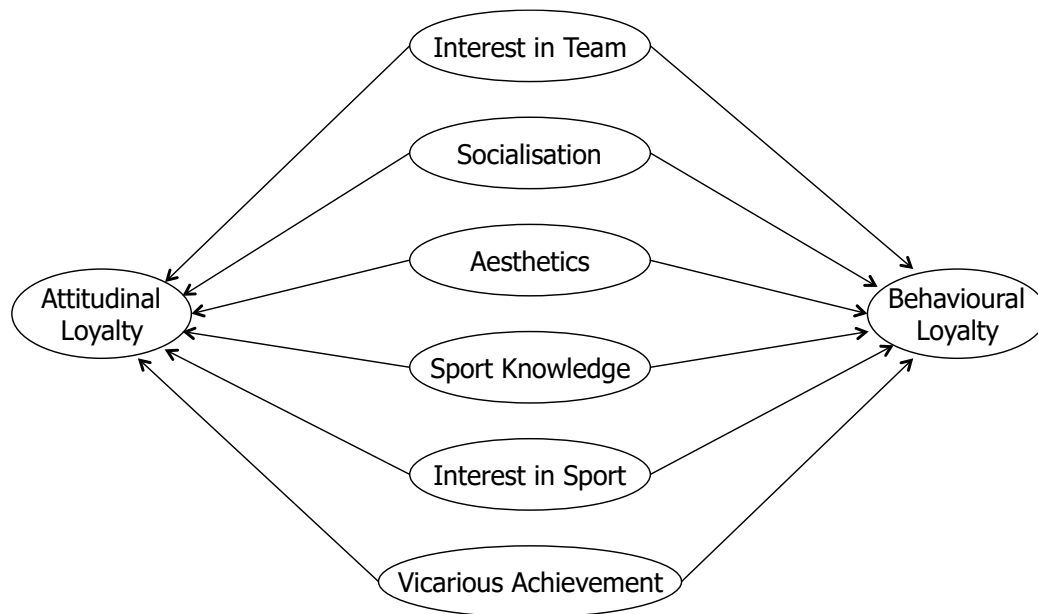 Interest in Team
Socialisation
Aesthetics
Attitudinal
Loyalty
Behavioural
Loyalty
Sport Knowledge
Interest in Sport
Vicarious Achievement